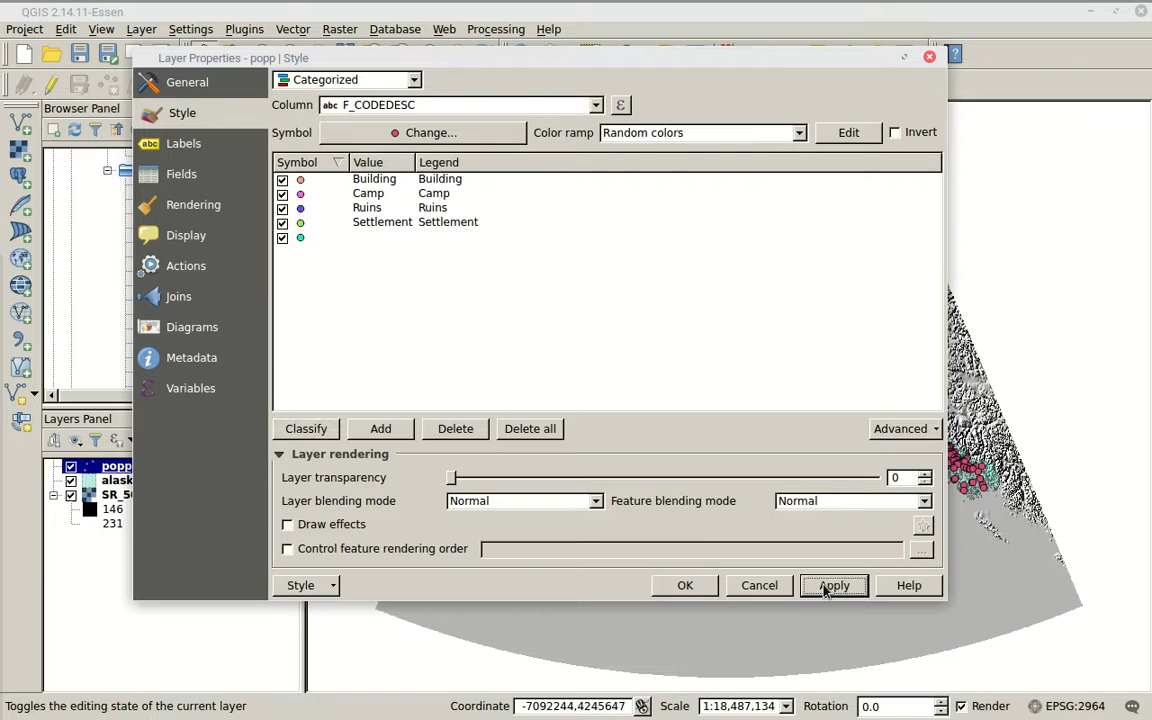 QGIS 2.14.11-Essen
Project Edit View Layer Settings Plugins Vector Raster Database Web Processing Help
Layer Properties - popp | Style
General
Style
Labels
Fields
Rendering
Display
Actions
Joins
Diagrams
Metadata
Variables
Categorized
Column abc F_CODEDESC ε
Symbol Change... Color ramp Random colors Edit Invert
Symbol Value Legend
Building Building
Camp Camp
Ruins Ruins
Settlement Settlement
Classify Add Delete Delete all Advanced
Layer rendering
Layer transparency 0
Layer blending mode Normal Feature blending mode Normal
Draw effects
Control feature rendering order ...
Style OK Cancel Apply Help
Browser Panel
Layers Panel
popp
alask
SR_50
146
231
Toggles the editing state of the current layer Coordinate -7092244,4245647 Scale 1:18,487,134 Rotation 0.0 Render EPSG:2964